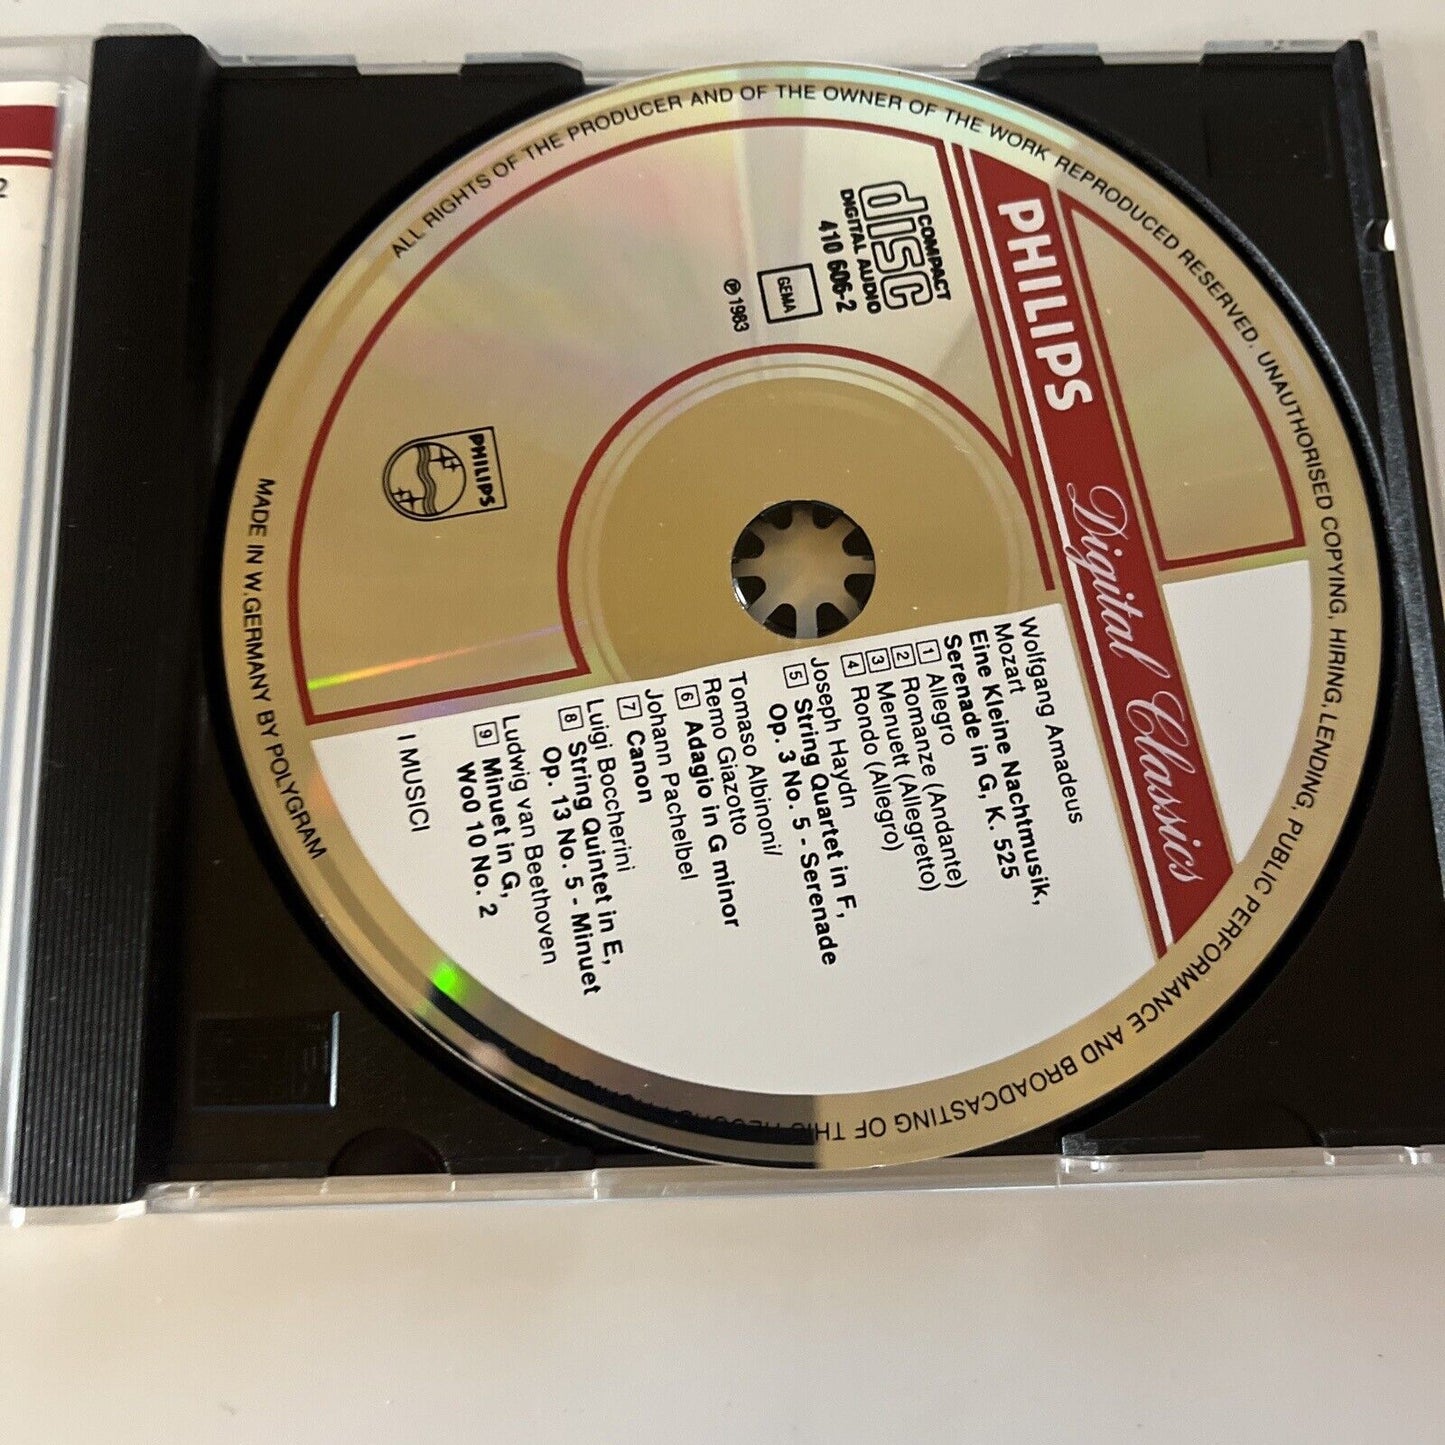 ALL RIGHTS OF THE PRODUCER AND OF THE OWNER OF THE WORK REPRODUCED RESERVED. UNAUTHORISED COPYING, HIRING, LENDING, PUBLIC PERFORMANCE AND BROADCASTING OF THIS
MADE IN W.GERMANY BY POLYGRAM
PHILIPS Digital Classics
COMPACT
disc
DIGITAL AUDIO
410 606-2
GEMA
℗ 1983
PHILIPS
Wolfgang Amadeus
Mozart
Eine Kleine Nachtmusik,
Serenade in G, K. 525
1 Allegro
2 Romanze (Andante)
3 Menuett (Allegretto)
4 Rondo (Allegro)
Joseph Haydn
5 String Quartet in F,
Op. 3 No. 5 - Serenade
Tomaso Albinoni/
Remo Giazotto
6 Adagio in G minor
Johann Pachelbel
7 Canon
Luigi Boccherini
8 String Quintet in E,
Op. 13 No. 5 - Minuet
Ludwig van Beethoven
9 Minuet in G,
WoO 10 No. 2
I MUSICI
2